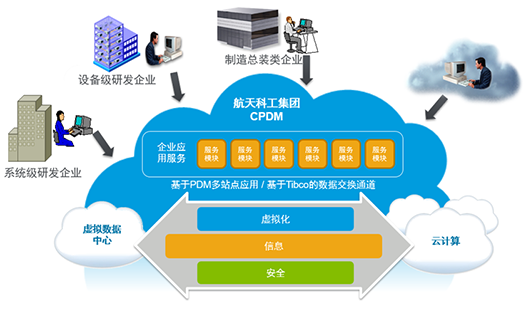 设备级研发企业
制造总装类企业
系统级研发企业
航天科工集团
CPDM
企业应
用服务
服务
模块
服务
模块
服务
模块
服务
模块
服务
模块
服务
模块
基于PDM多站点应用 / 基于Tibco的数据交换通道
虚拟数据
中心
虚拟化
信息
安全
云计算